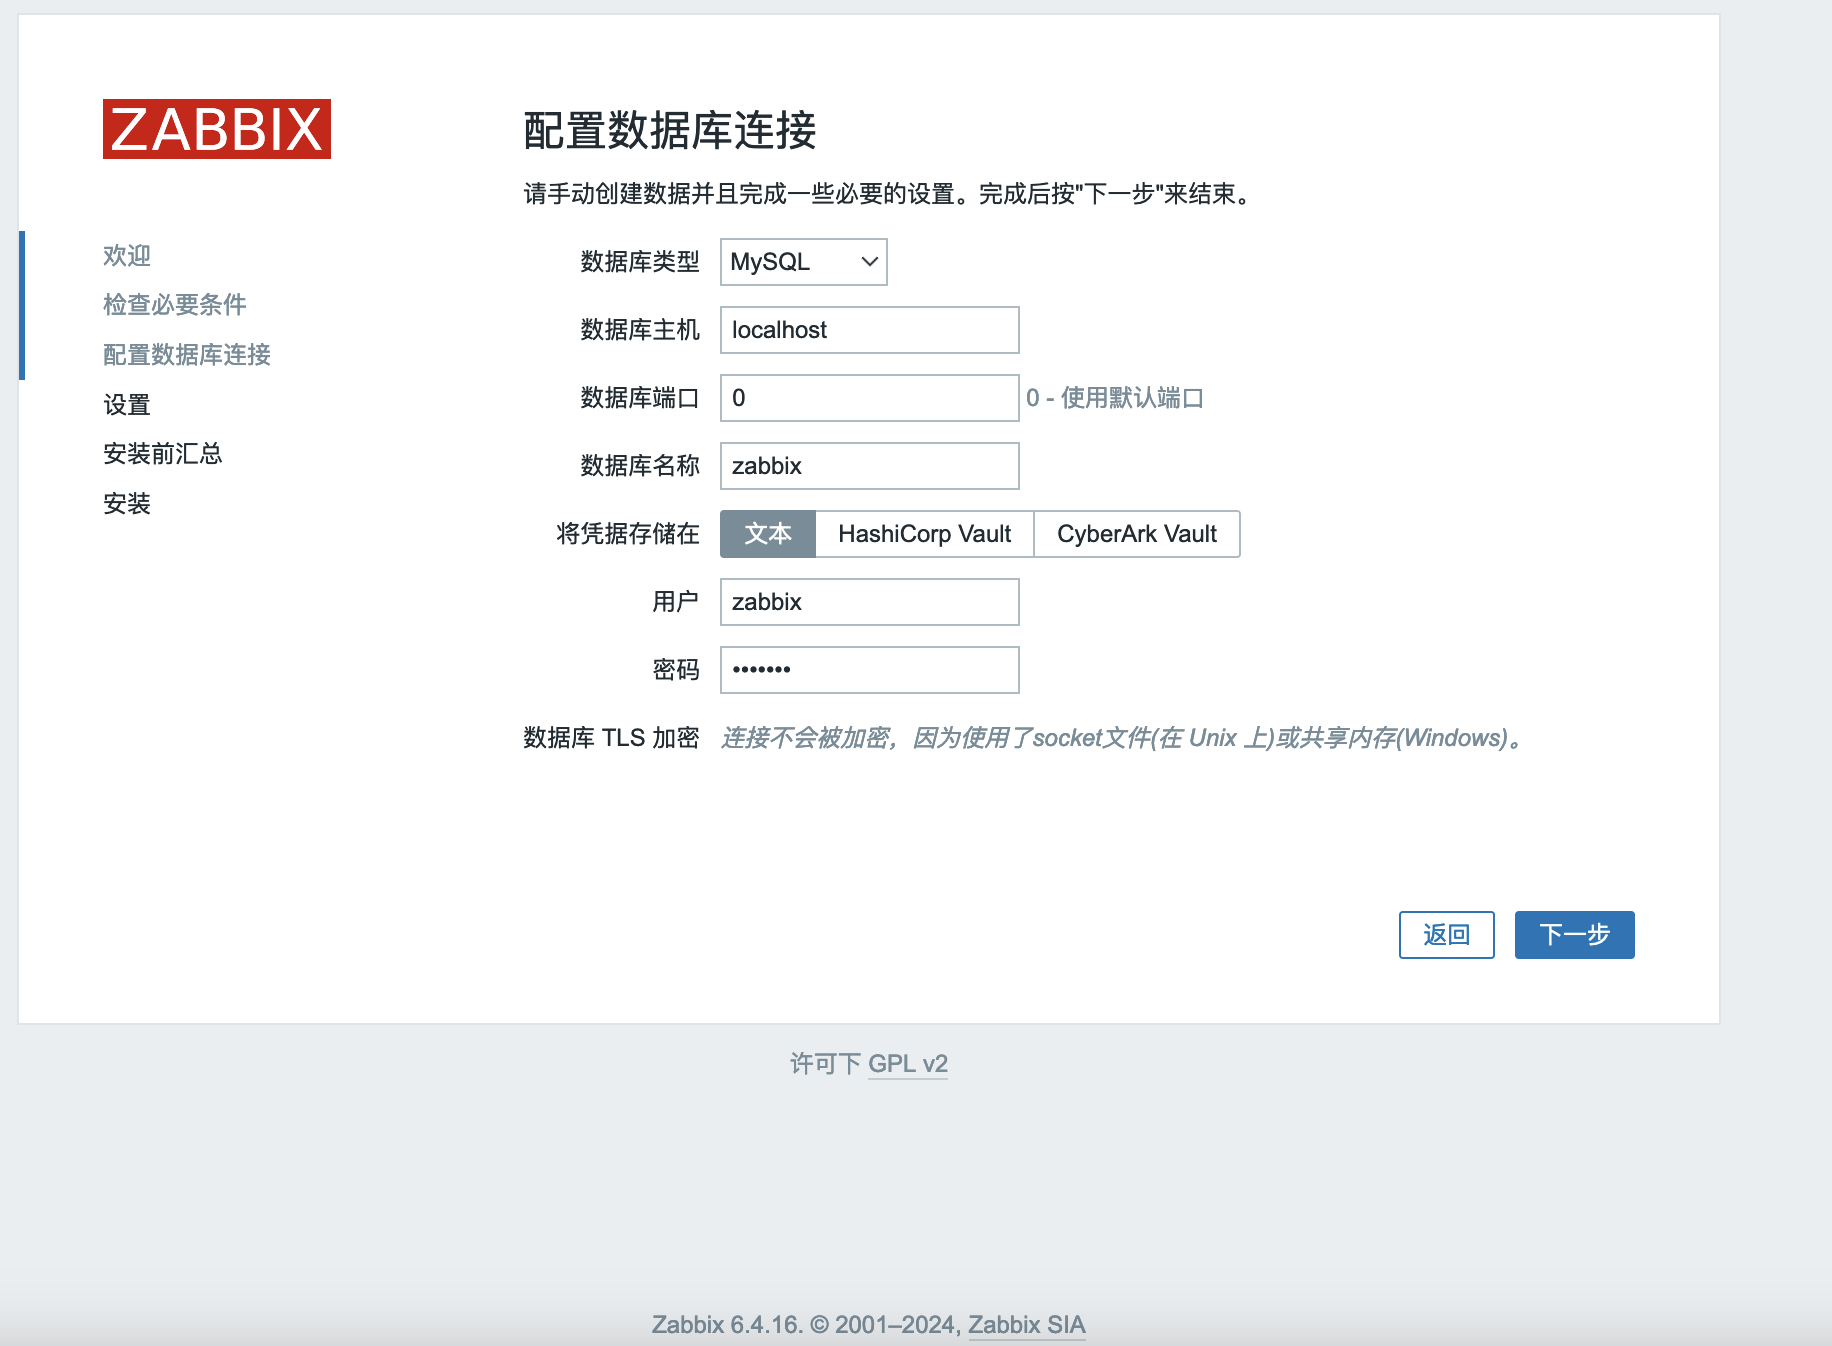 ZABBIX
欢迎
检查必要条件
配置数据库连接
设置
安装前汇总
安装
配置数据库连接
请手动创建数据并且完成一些必要的设置。完成后按"下一步"来结束。
数据库类型 MySQL
数据库主机 localhost
数据库端口 0 0 - 使用默认端口
数据库名称 zabbix
将凭据存储在 文本 HashiCorp Vault CyberArk Vault
用户 zabbix
密码 •••••••
数据库 TLS 加密 连接不会被加密，因为使用了socket文件(在 Unix 上)或共享内存(Windows)。
返回 下一步
许可下 GPL v2
Zabbix 6.4.16. © 2001–2024, Zabbix SIA